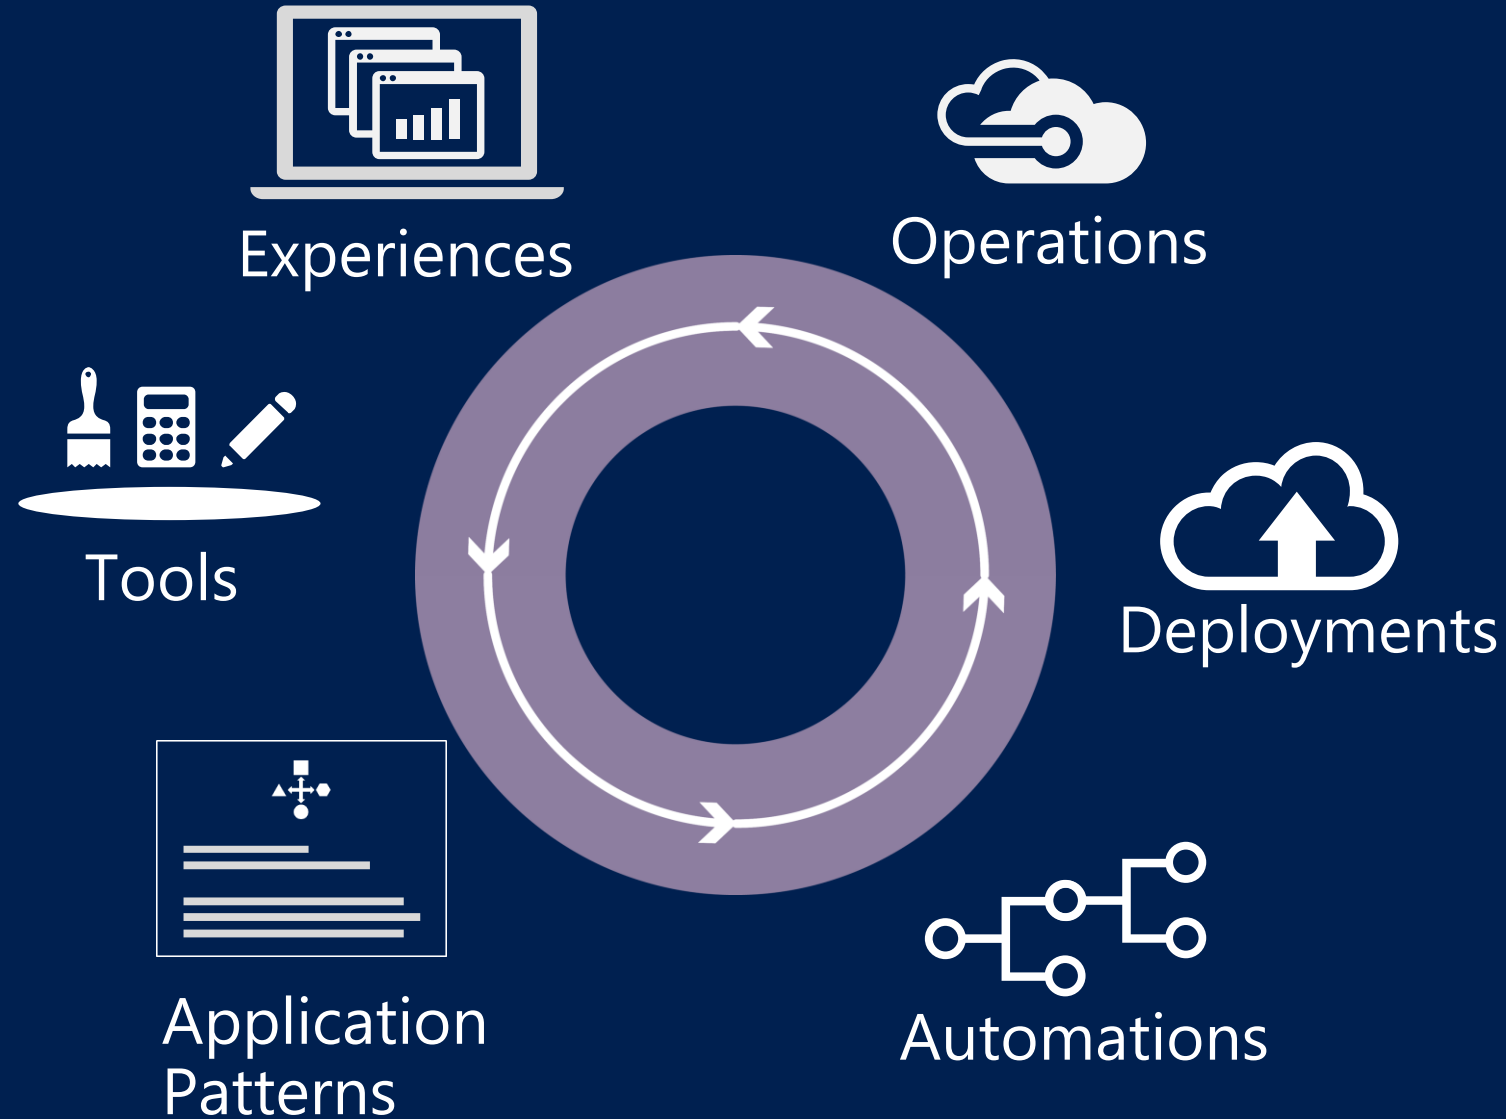 Experiences
Operations
Tools
Deployments
Application
Patterns
Automations